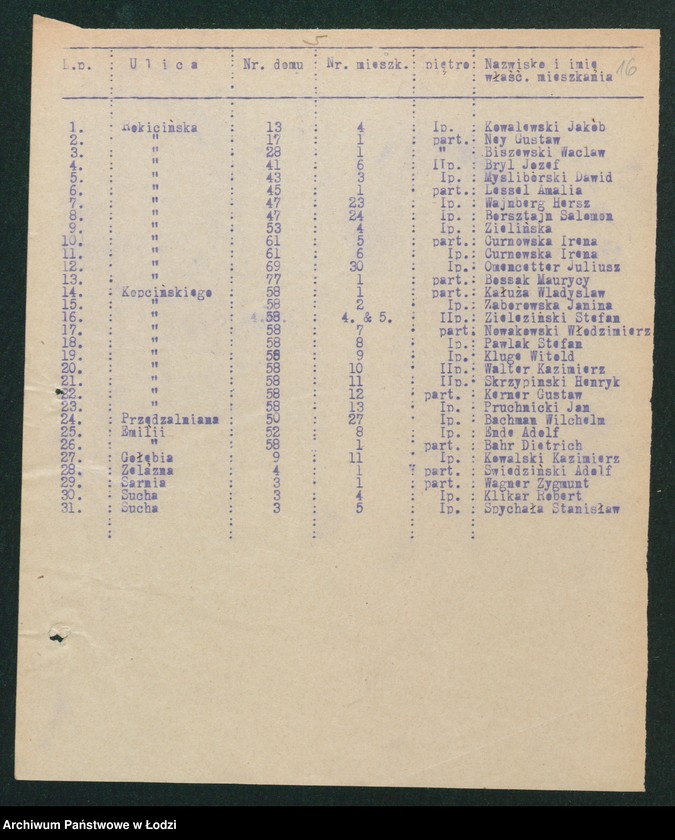 5
16
L.p. : Ulica : Nr. domu : Nr. mieszk. : piętro : Nazwisko i imię
właść. mieszkania
1. : Rokicińska : 13 : 4 : Ip. : Kowalewski Jakób
2. : " : 17 : 1 : part. : Ney Gustaw
3. : " : 28 : 1 : " : Biszewski Waclaw
4. : " : 41 : 6 : IIp. : Bryl Józef
5. : " : 43 : 3 : Ip. : Myśliborski Dawid
6. : " : 45 : 1 : part. : Lessel Amalia
7. : " : 47 : 23 : Ip. : Wajnberg Hersz
8. : " : 47 : 24 : Ip. : Borsztajn Salomon
9. : " : 53 : 4 : Ip. : Zielińska
10. : " : 61 : 5 : part. : Curnowska Irena
11. : " : 61 : 6 : Ip. : Curnowska Irena
12. : " : 69 : 30 : Ip. : Omencetter Juliusz
13. : " : 77 : 1 : part. : Bossak Maurycy
14. : Kopcińskiego : 58 : 1 : part. : Kałuża Wladysław
15. : " : 58 : 2 : Ip. : Zaborowska Janina
16. : " : 58 : 4. & 5. : IIp. : Zieleziński Stefan
17. : " : 58 : 7 : part. : Nowakowski Włodzimierz
18. : " : 58 : 8 : Ip. : Pawlak Stefan
19. : " : 58 : 9 : Ip. : Kluge Witold
20. : " : 58 : 10 : IIp. : Walter Kazimierz
21. : " : 58 : 11 : IIp. : Skrzypinski Henryk
22. : " : 58 : 12 : part. : Kerner Gustaw
23. : " : 58 : 13 : Ip. : Pruchnicki Jan
24. : Przędzalniana : 50 : 27 : Ip. : Bachman Wilchelm
25. : Emilii : 52 : 8 : Ip. : Ende Adolf
26. : " : 58 : 1 : part. : Bahr Dietrich
27. : Gołębia : 9 : 11 : Ip. : Kowalski Kazimierz
28. : Żelazna : 4 : 1 : part. : Swiedziński Adolf
29. : Sarnia : 3 : 1 : part. : Wagner Zygmunt
30. : Sucha : 3 : 4 : Ip. : Klikar Robert
31. : Sucha : 3 : 5 : Ip. : Spychała Stanisław
Archiwum Państwowe w Łodzi